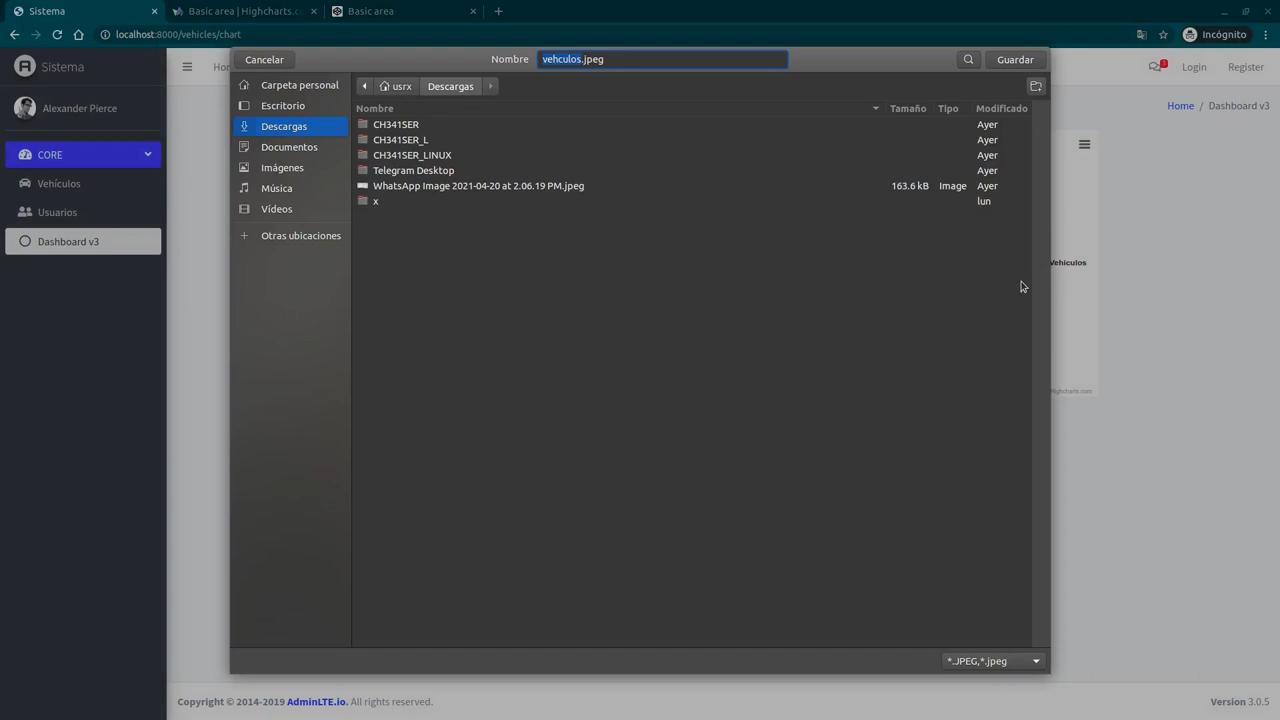 Sistema
Basic area | Highcharts.c
Basic area
localhost:8000/vehicles/chart
Incógnito
Sistema
Alexander Pierce
CORE
Vehículos
Usuarios
Dashboard v3
Login
Register
Home / Dashboard v3
Cancelar
Nombre
vehculos.jpeg
Guardar
usrx
Descargas
Carpeta personal
Escritorio
Descargas
Documentos
Imágenes
Música
Vídeos
Otras ubicaciones
Nombre Tamaño Tipo Modificado
CH341SER Ayer
CH341SER_L Ayer
CH341SER_LINUX Ayer
Telegram Desktop Ayer
WhatsApp Image 2021-04-20 at 2.06.19 PM.jpeg 163.6 kB Image Ayer
x lun
Vehiculos
*.JPEG,*.jpeg
Copyright © 2014-2019 AdminLTE.io. All rights reserved.
Version 3.0.5